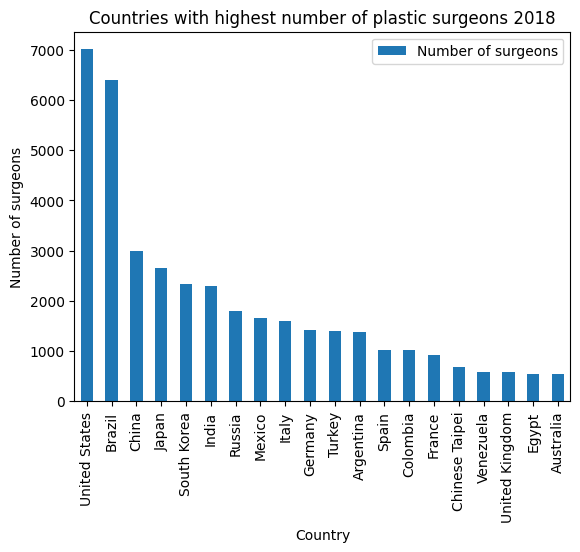 Countries with highest number of plastic surgeons 2018
Number of surgeons
Number of surgeons
7000
6000
5000
4000
3000
2000
1000
0
United States
Brazil
China
Japan
South Korea
India
Russia
Mexico
Italy
Germany
Turkey
Argentina
Spain
Colombia
France
Chinese Taipei
Venezuela
United Kingdom
Egypt
Australia
Country